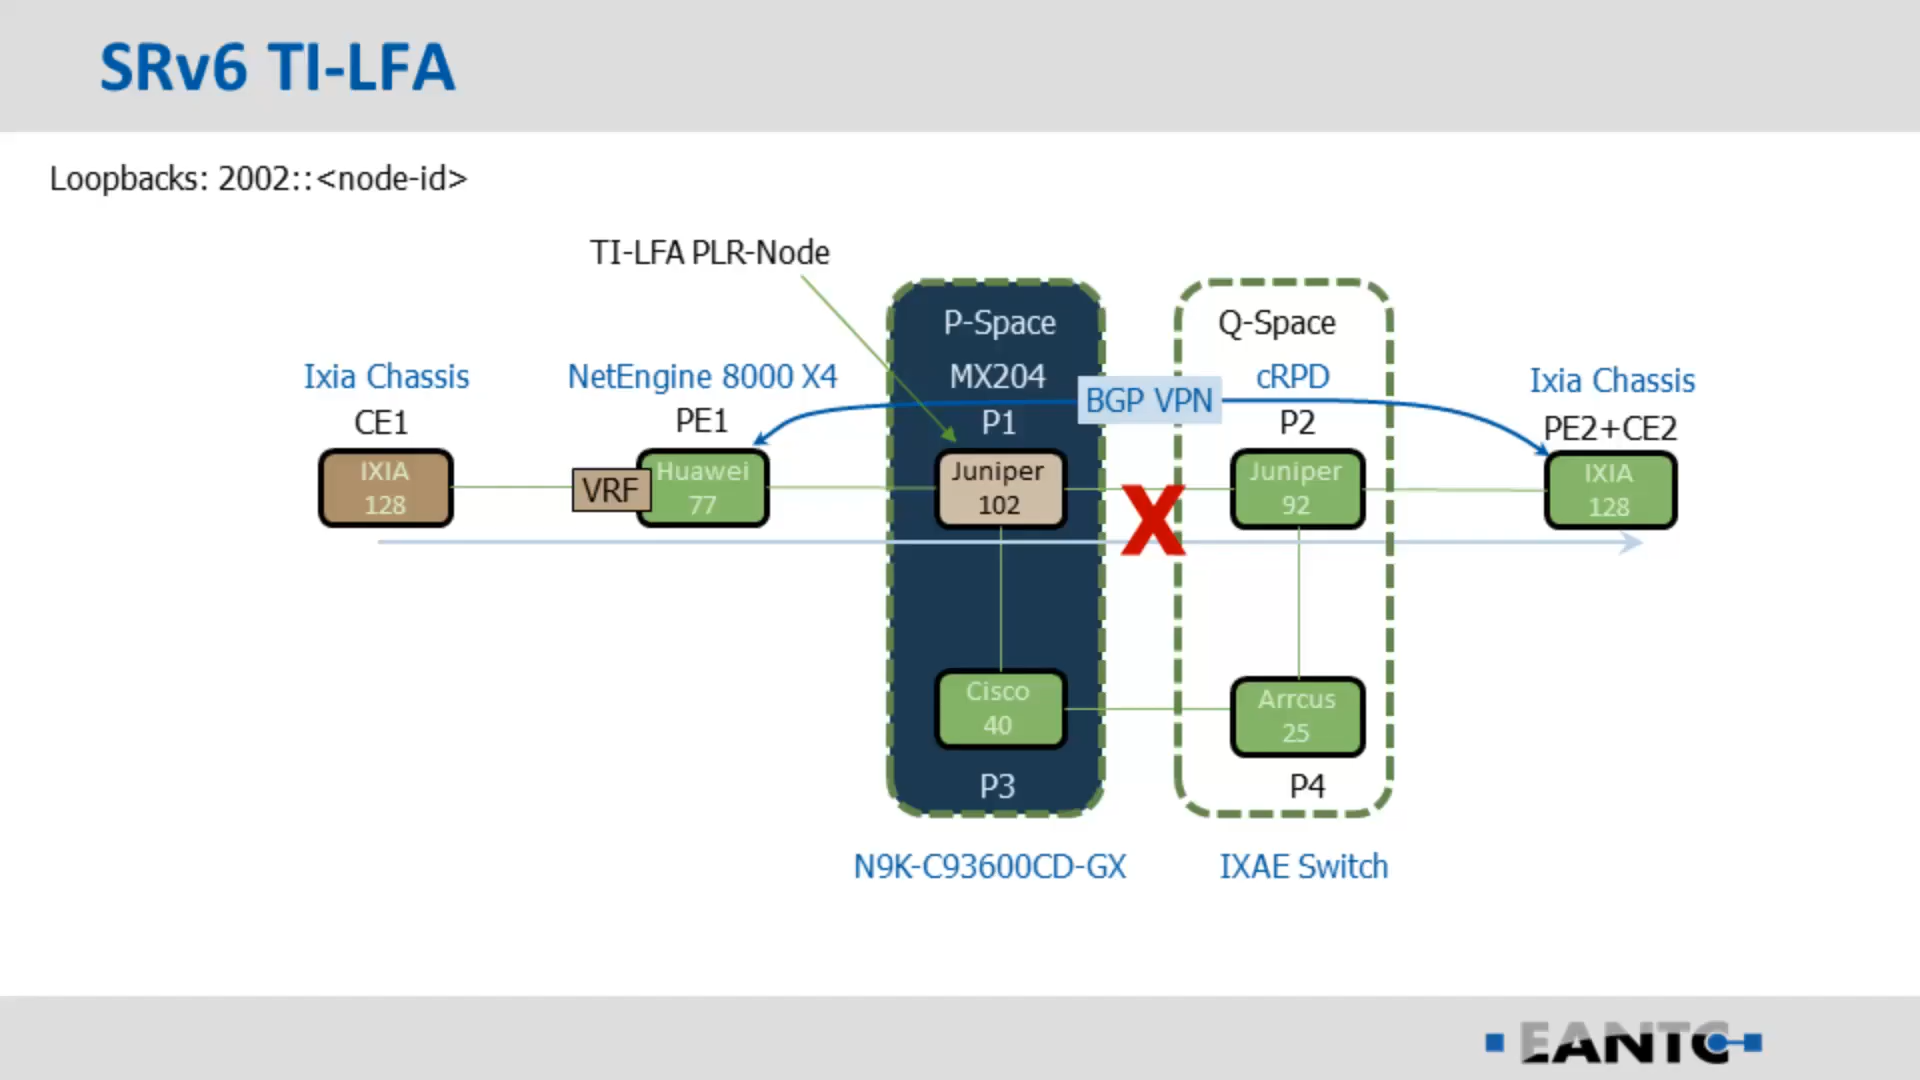 SRv6 TI-LFA
Loopbacks: 2002::<node-id>
TI-LFA PLR-Node
P-Space
Q-Space
Ixia Chassis
NetEngine 8000 X4
MX204
BGP VPN
cRPD
Ixia Chassis
CE1
PE1
P1
P2
PE2+CE2
IXIA
128
VRF
Huawei
77
Juniper
102
X
Juniper
92
IXIA
128
Cisco
40
Arrcus
25
P3
P4
N9K-C93600CD-GX
IXAE Switch
EANTC